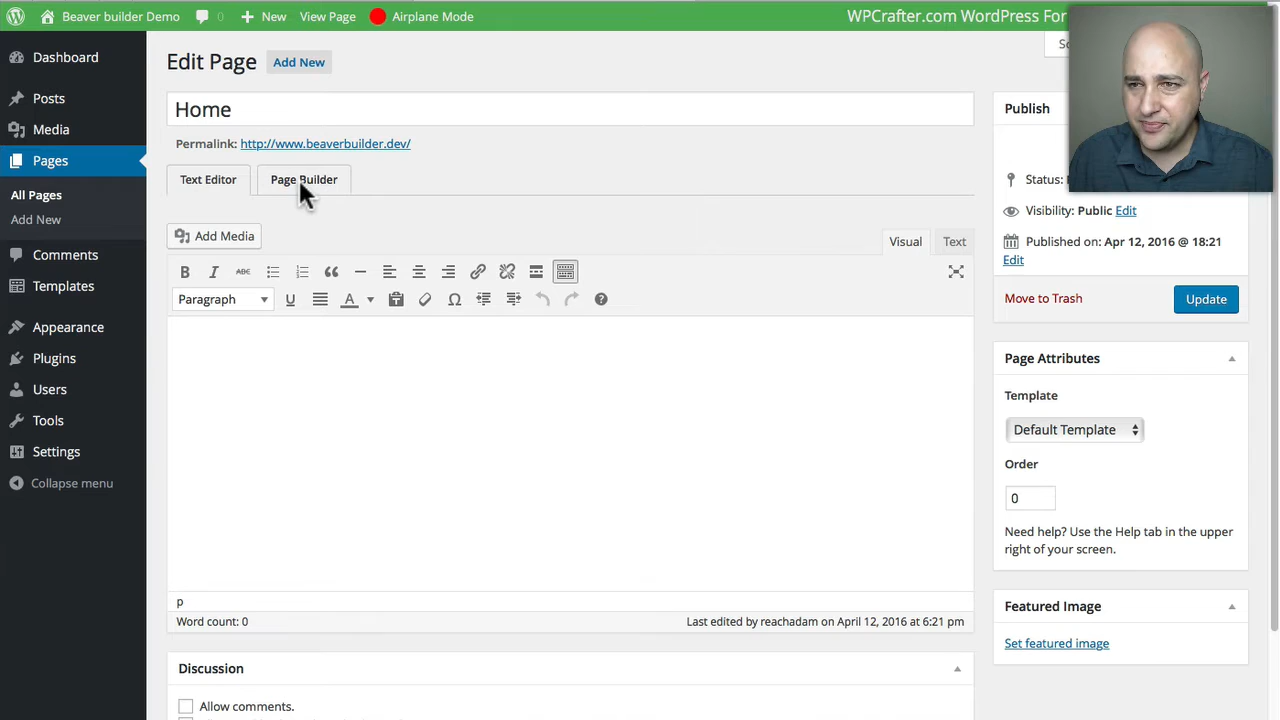 Beaver builder Demo 0 New View Page Airplane Mode WPCrafter.com WordPress For
Dashboard
Posts
Media
Pages
All Pages
Add New
Comments
Templates
Appearance
Plugins
Users
Tools
Settings
Collapse menu
Edit Page Add New
Home
Permalink: http://www.beaverbuilder.dev/
Text Editor Page Builder
Add Media
Visual Text
B I ABC
Paragraph U A Ω ?
p
Word count: 0 Last edited by reachadam on April 12, 2016 at 6:21 pm
Discussion
Allow comments.
Publish
Status:
Visibility: Public Edit
Published on: Apr 12, 2016 @ 18:21
Edit
Move to Trash Update
Page Attributes
Template
Default Template
Order
0
Need help? Use the Help tab in the upper
right of your screen.
Featured Image
Set featured image